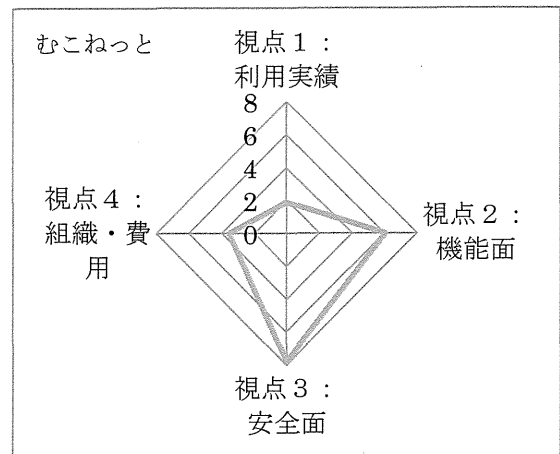 むこねっと
視点１：
利用実績
8
6
4
2
0
視点４：
組織・費
用
視点２：
機能面
視点３：
安全面